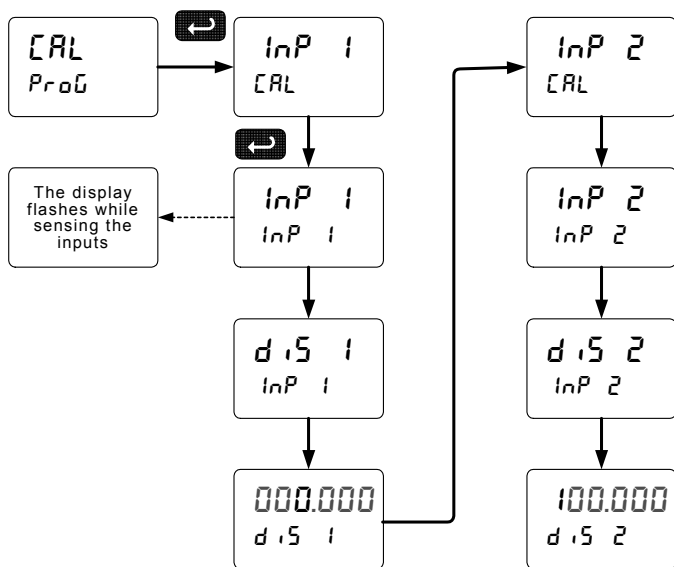 CAL
ProG
InP 1
CAL
InP 1
InP 1
The display
flashes while
sensing the
inputs
diS 1
InP 1
000.000
diS 1
InP 2
CAL
InP 2
InP 2
diS 2
InP 2
100.000
diS 2